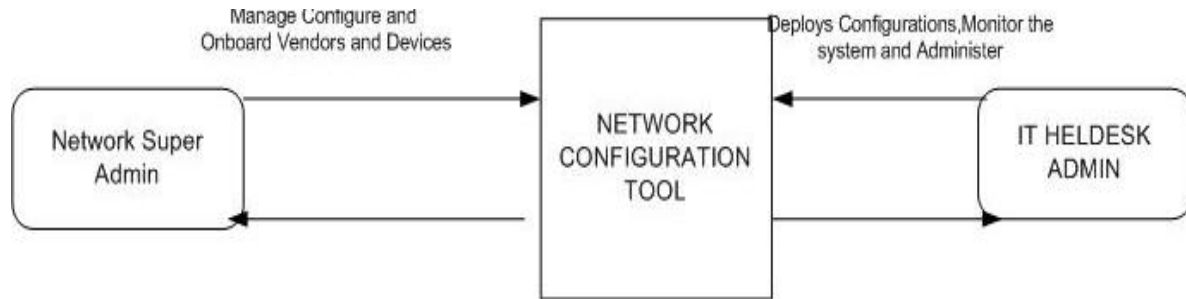 Manage Configure and
Onboard Vendors and Devices
Deploys Configurations,Monitor the
system and Administer
Network Super
Admin
NETWORK
CONFIGURATION
TOOL
IT HELDESK
ADMIN